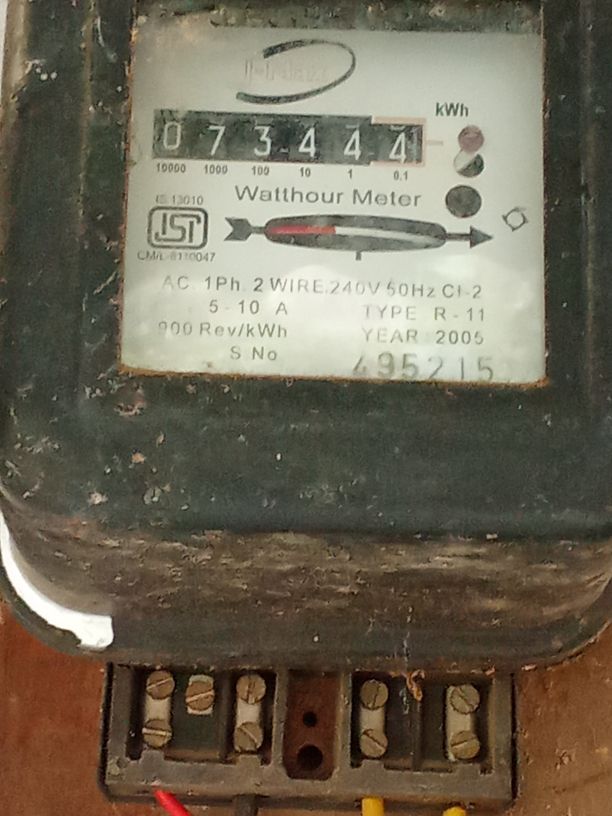 kWh
0 7 3 4 4 4
10000 1000 100 10 1 0.1
Watthour Meter
IS 13010
ISI
CM/L-8110047
AC. 1Ph. 2 WIRE.240V 50Hz Cl-2
5-10 A TYPE R-11
900 Rev/kWh YEAR 2005
S No 495215